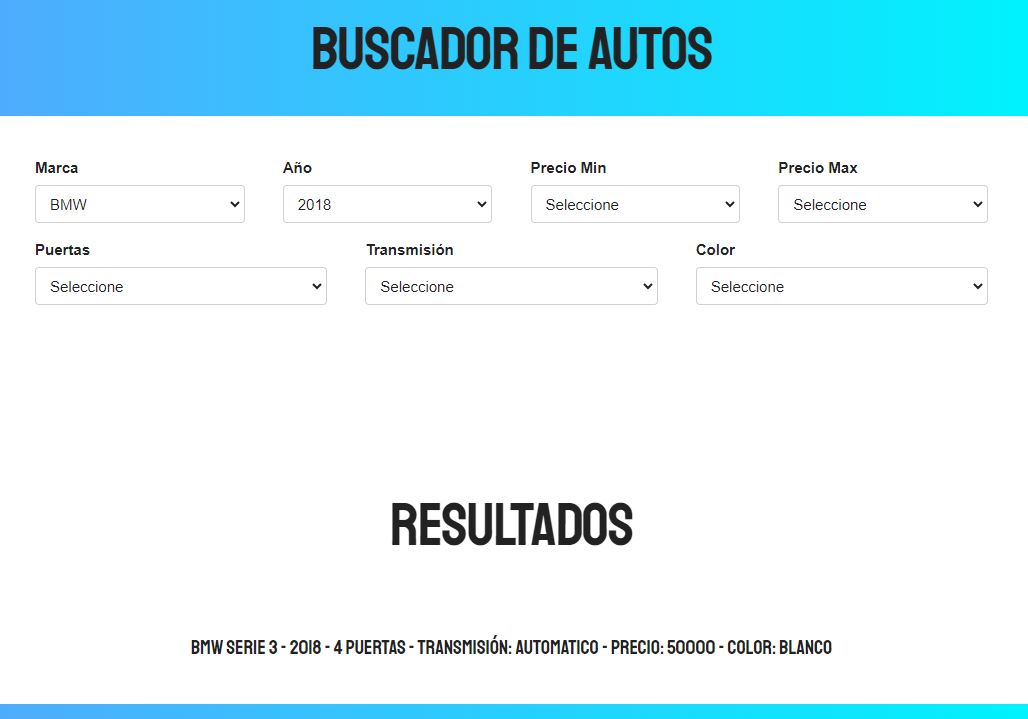 BUSCADOR DE AUTOS
Marca Año Precio Min Precio Max
BMW 2018 Seleccione Seleccione
Puertas Transmisión Color
Seleccione Seleccione Seleccione
RESULTADOS
BMW SERIE 3 - 2018 - 4 PUERTAS - TRANSMISIÓN: AUTOMATICO - PRECIO: 50000 - COLOR: BLANCO